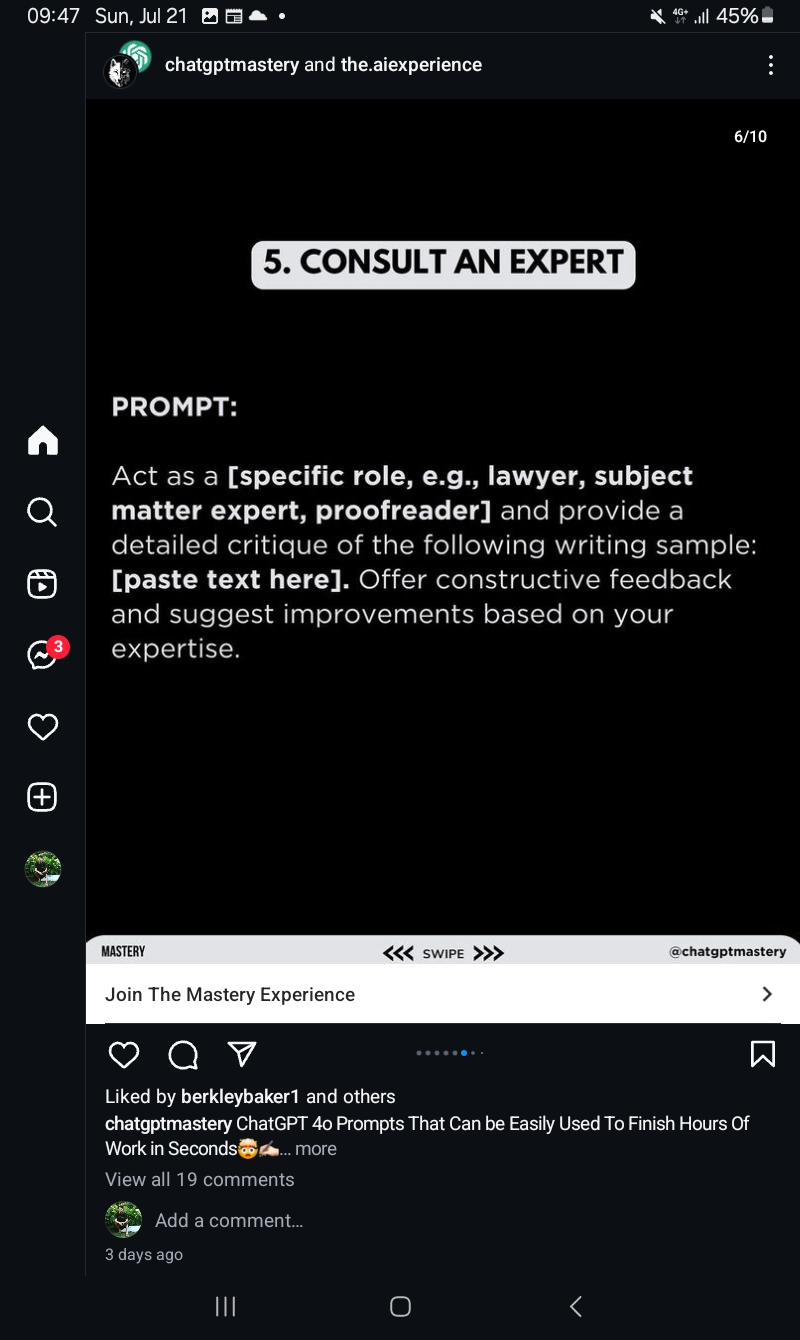 09:47 Sun, Jul 21 4G+ 45%
chatgptmastery and the.aiexperience
6/10
5. CONSULT AN EXPERT
PROMPT:
Act as a [specific role, e.g., lawyer, subject
matter expert, proofreader] and provide a
detailed critique of the following writing sample:
[paste text here]. Offer constructive feedback
and suggest improvements based on your
expertise.
3
MASTERY <<< SWIPE >>> @chatgptmastery
Join The Mastery Experience
Liked by berkleybaker1 and others
chatgptmastery ChatGPT 4o Prompts That Can be Easily Used To Finish Hours Of
Work in Seconds🤯✍🏻... more
View all 19 comments
Add a comment...
3 days ago